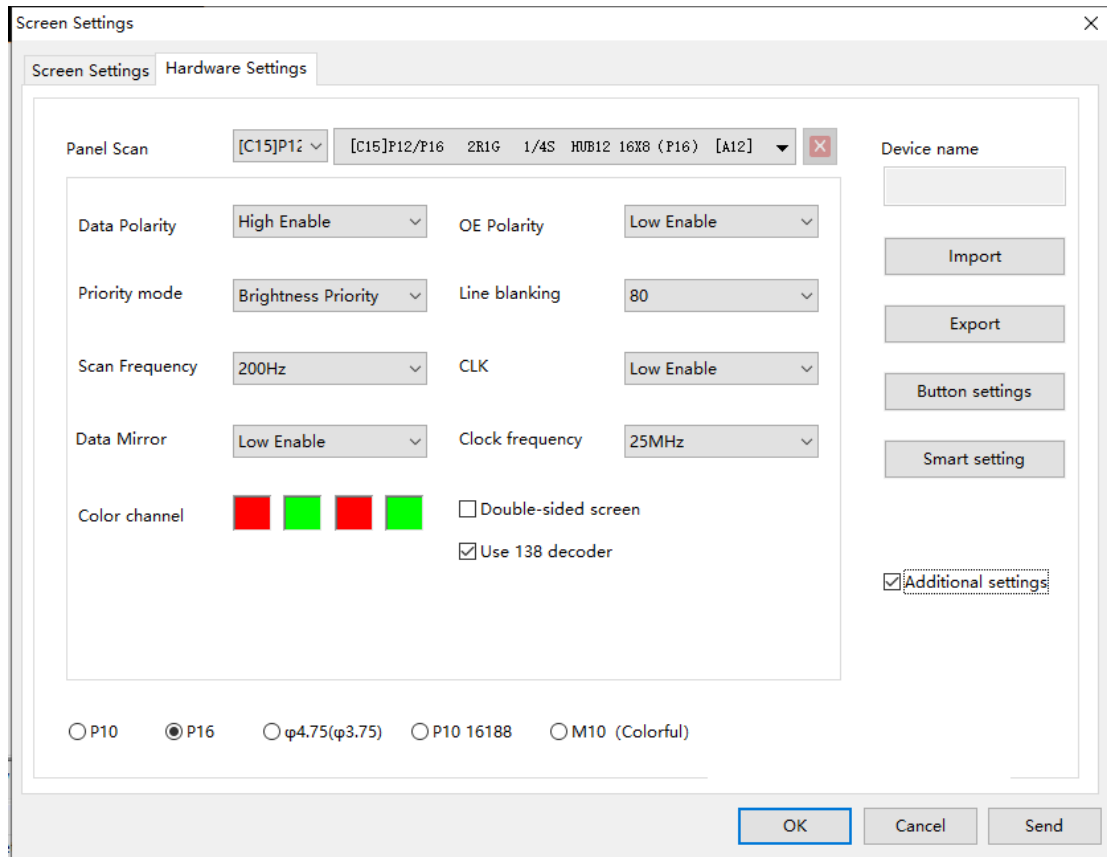 Screen Settings
Screen Settings Hardware Settings
Panel Scan [C15]P12 [C15]P12/P16 2R1G 1/4S HUB12 16X8 (P16) [A12] Device name
Data Polarity High Enable OE Polarity Low Enable
Import
Priority mode Brightness Priority Line blanking 80
Export
Scan Frequency 200Hz CLK Low Enable
Button settings
Data Mirror Low Enable Clock frequency 25MHz
Smart setting
Color channel Double-sided screen
Use 138 decoder
Additional settings
P10 P16 φ4.75(φ3.75) P10 16188 M10 (Colorful)
OK Cancel Send